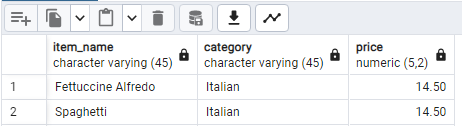 item_name category price
character varying (45) character varying (45) numeric (5,2)
1 Fettuccine Alfredo Italian 14.50
2 Spaghetti Italian 14.50